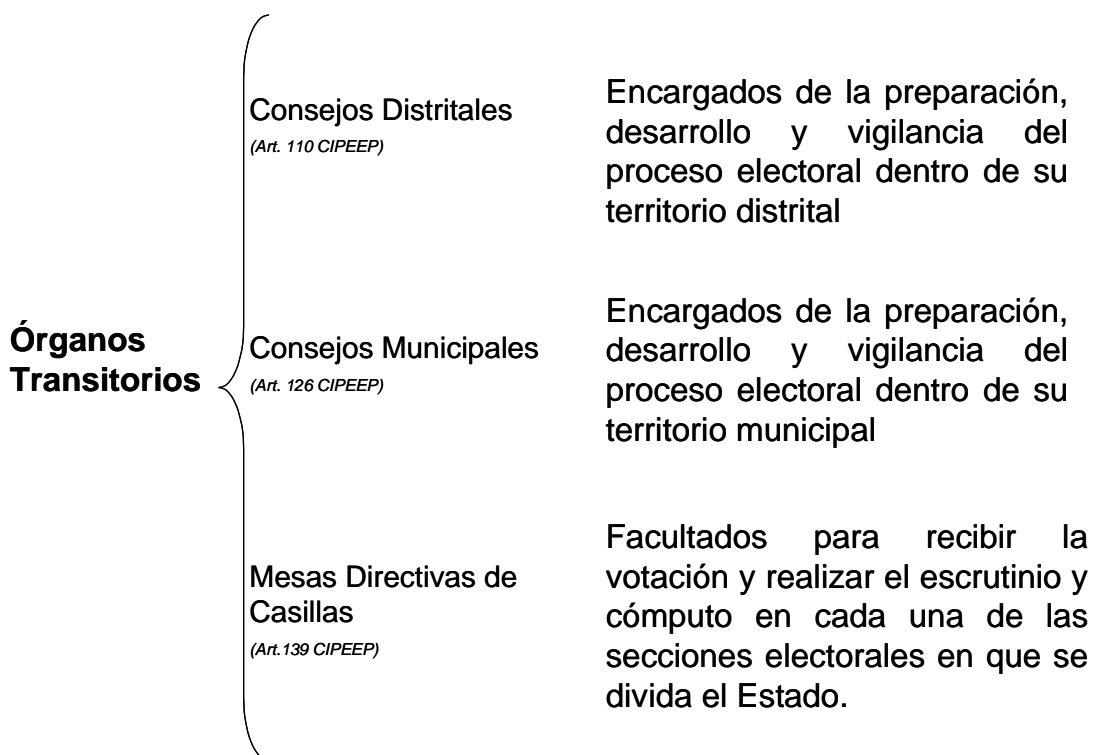 Órganos
Transitorios
Consejos Distritales
(Art. 110 CIPEEP)
Encargados de la preparación,
desarrollo y vigilancia del
proceso electoral dentro de su
territorio distrital
Consejos Municipales
(Art. 126 CIPEEP)
Encargados de la preparación,
desarrollo y vigilancia del
proceso electoral dentro de su
territorio municipal
Mesas Directivas de
Casillas
(Art.139 CIPEEP)
Facultados para recibir la
votación y realizar el escrutinio y
cómputo en cada una de las
secciones electorales en que se
divida el Estado.